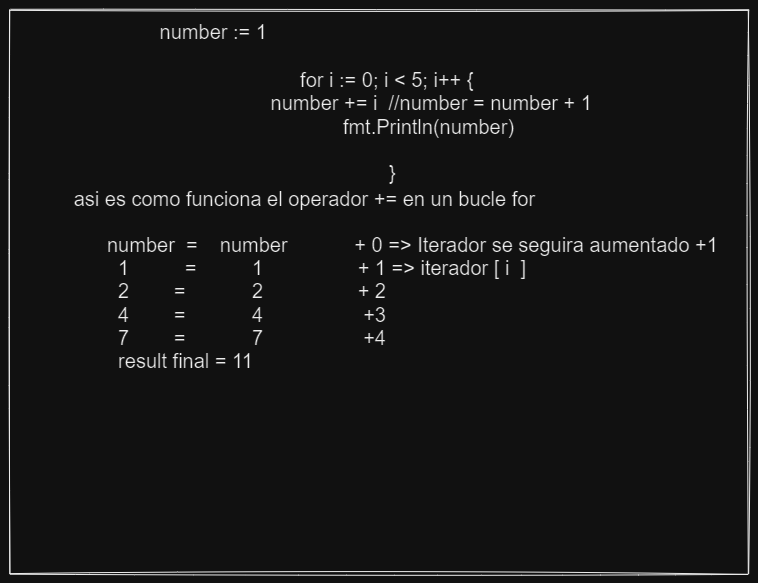 number := 1
for i := 0; i < 5; i++ {
number += i //number = number + 1
fmt.Println(number)
}
asi es como funciona el operador += en un bucle for
number = number + 0 => Iterador se seguira aumentado +1
1 = 1 + 1 => iterador [ i ]
2 = 2 + 2
4 = 4 +3
7 = 7 +4
result final = 11